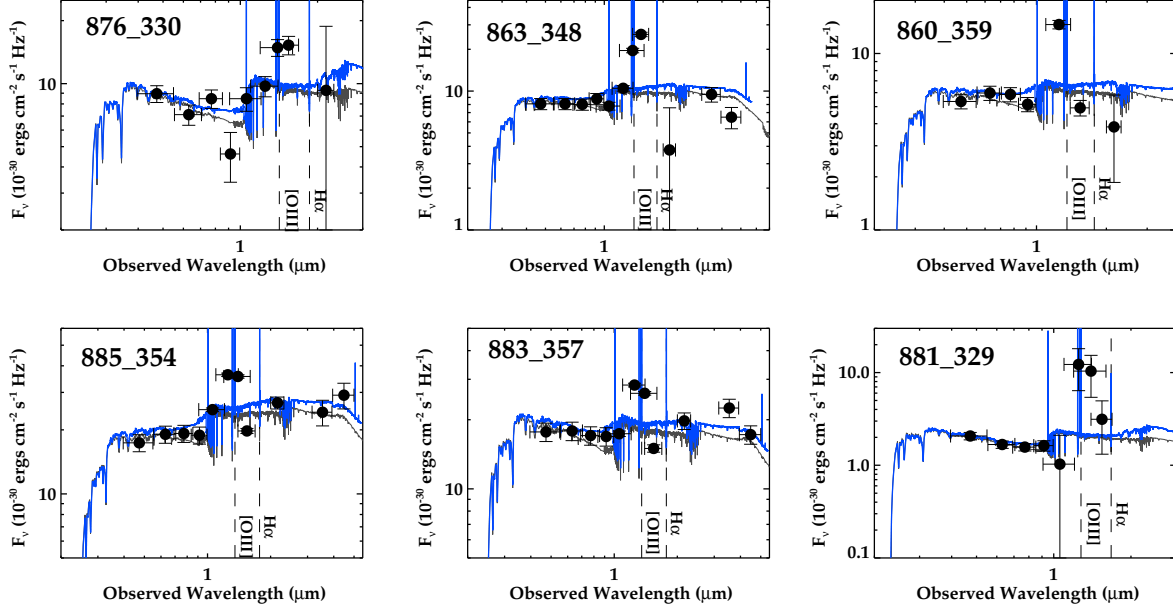 876_330
F_ν (10^-30 ergs cm^-2 s^-1 Hz^-1)
10
[OIII]
Hα
1
Observed Wavelength (μm)
863_348
F_ν (10^-30 ergs cm^-2 s^-1 Hz^-1)
10
1
[OIII]
Hα
1
Observed Wavelength (μm)
860_359
F_ν (10^-30 ergs cm^-2 s^-1 Hz^-1)
10
1
[OIII]
Hα
1
Observed Wavelength (μm)
885_354
F_ν (10^-30 ergs cm^-2 s^-1 Hz^-1)
10
[OIII]
Hα
1
Observed Wavelength (μm)
883_357
F_ν (10^-30 ergs cm^-2 s^-1 Hz^-1)
10
[OIII]
Hα
1
Observed Wavelength (μm)
881_329
F_ν (10^-30 ergs cm^-2 s^-1 Hz^-1)
10.0
1.0
0.1
[OIII]
Hα
1
Observed Wavelength (μm)